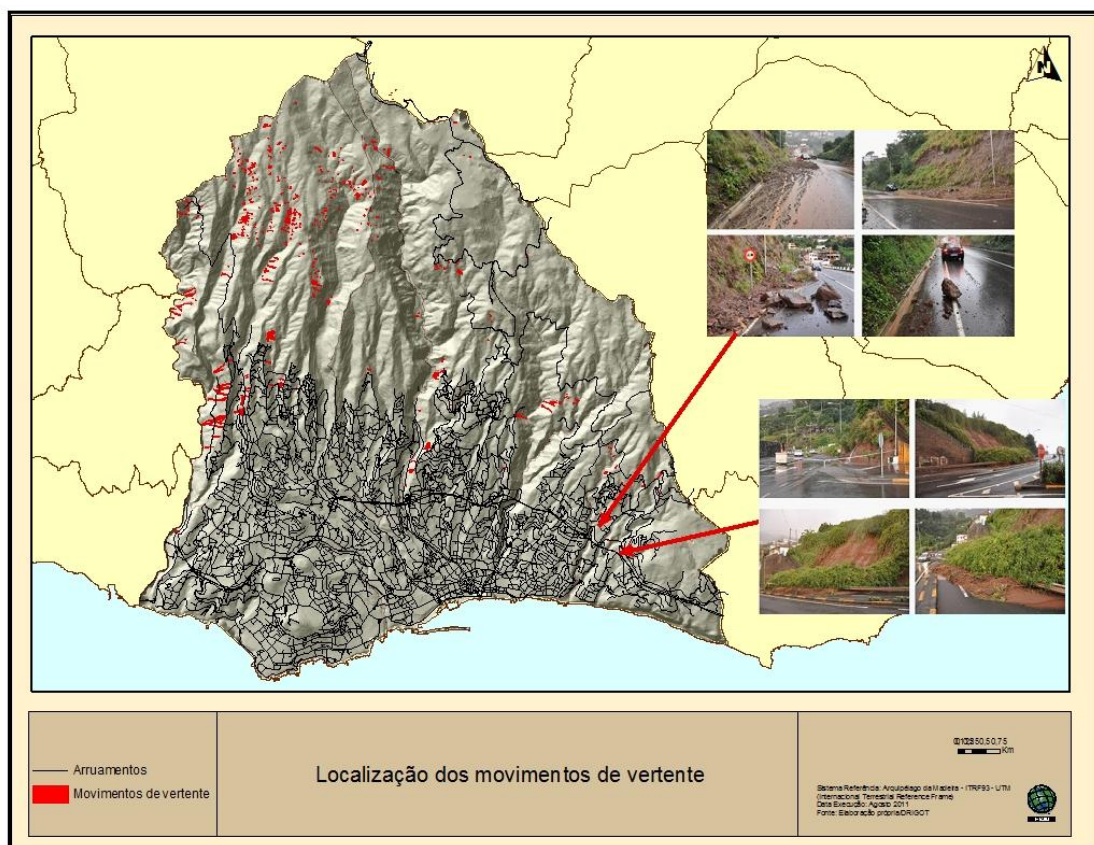 N
Arruamentos
Movimentos de vertente
Localização dos movimentos de vertente
Km
Sistema Referência: Arquipélago da Madeira - ITRF93 - UTM
(International Terrestrial Reference Frame)
Data Execução: Agosto 2011
Fonte: Elaboração própria/DRIGOT